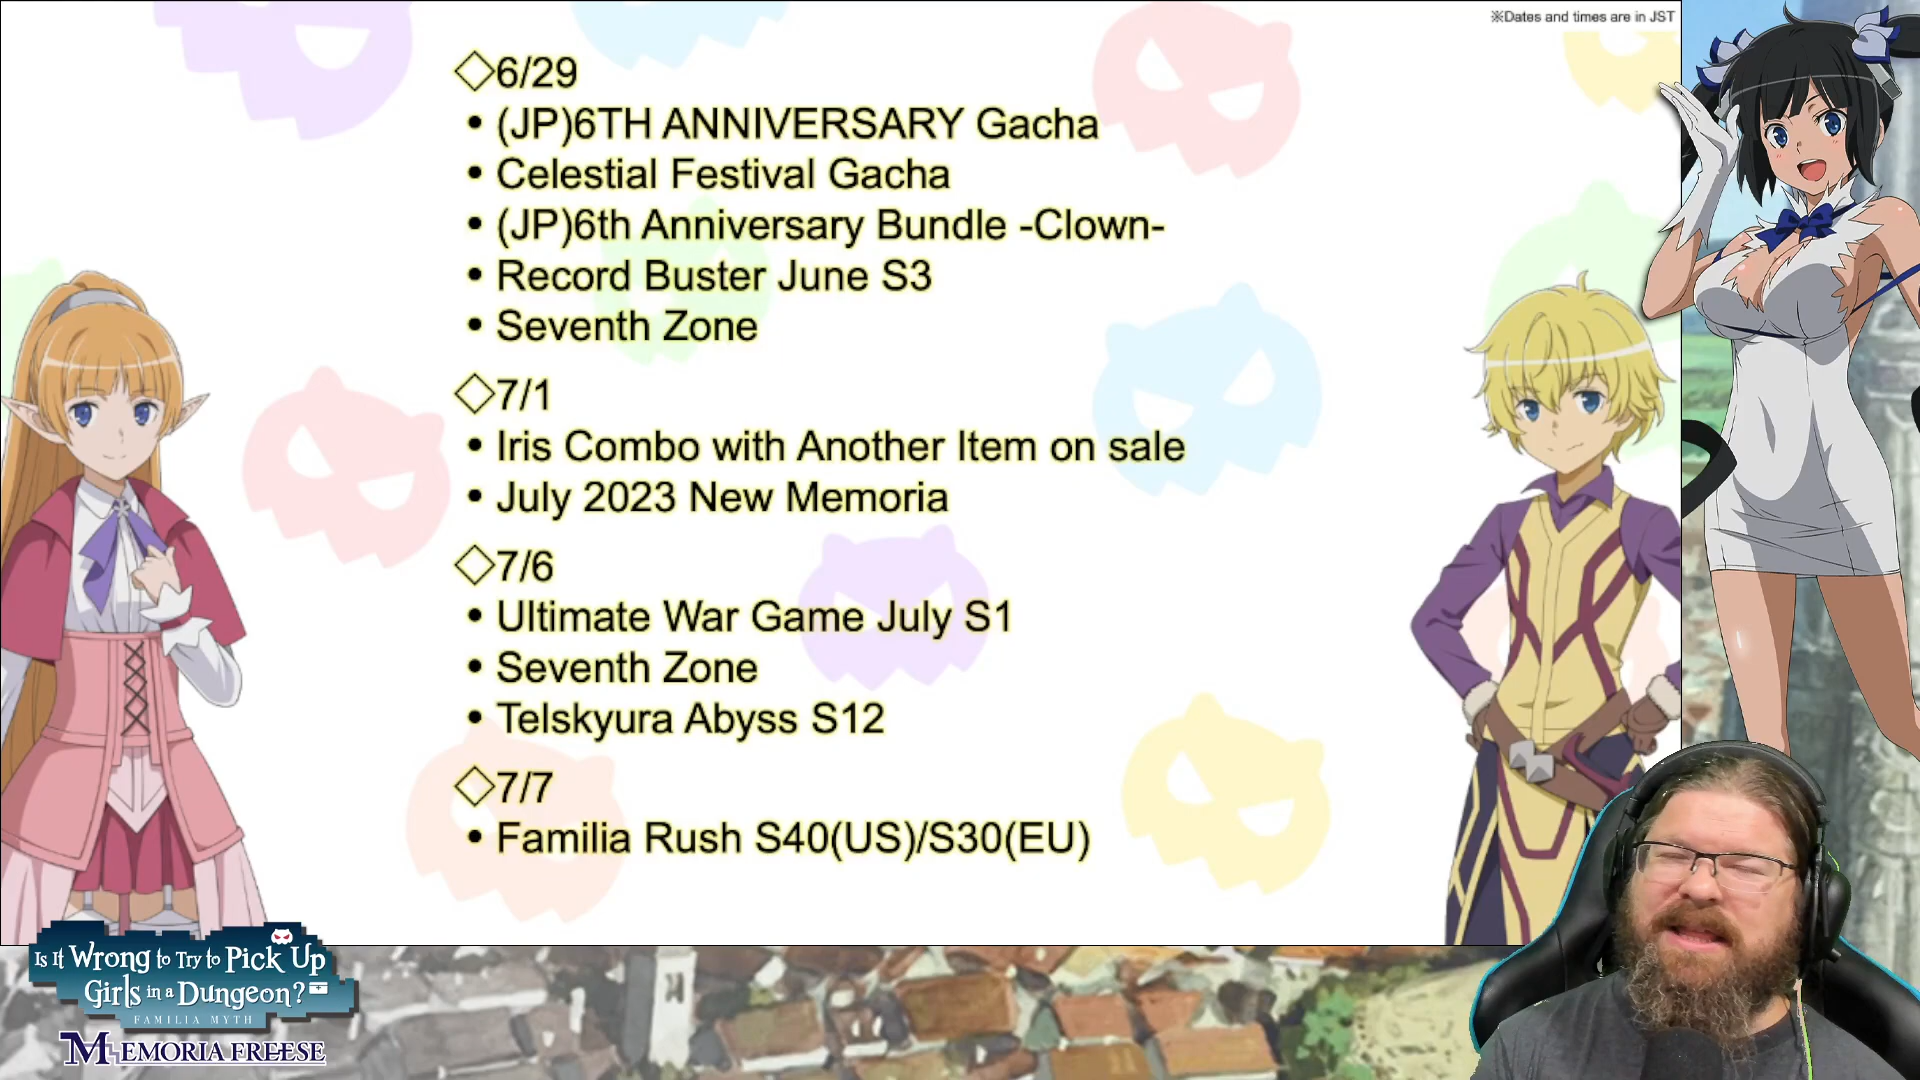 ※Dates and times are in JST
◇6/29
• (JP)6TH ANNIVERSARY Gacha
• Celestial Festival Gacha
• (JP)6th Anniversary Bundle -Clown-
• Record Buster June S3
• Seventh Zone
◇7/1
• Iris Combo with Another Item on sale
• July 2023 New Memoria
◇7/6
• Ultimate War Game July S1
• Seventh Zone
• Telskyura Abyss S12
◇7/7
• Familia Rush S40(US)/S30(EU)
Is It Wrong to Try to Pick Up
Girls in a Dungeon?
FAMILIA MYTH
MEMORIA FREESE